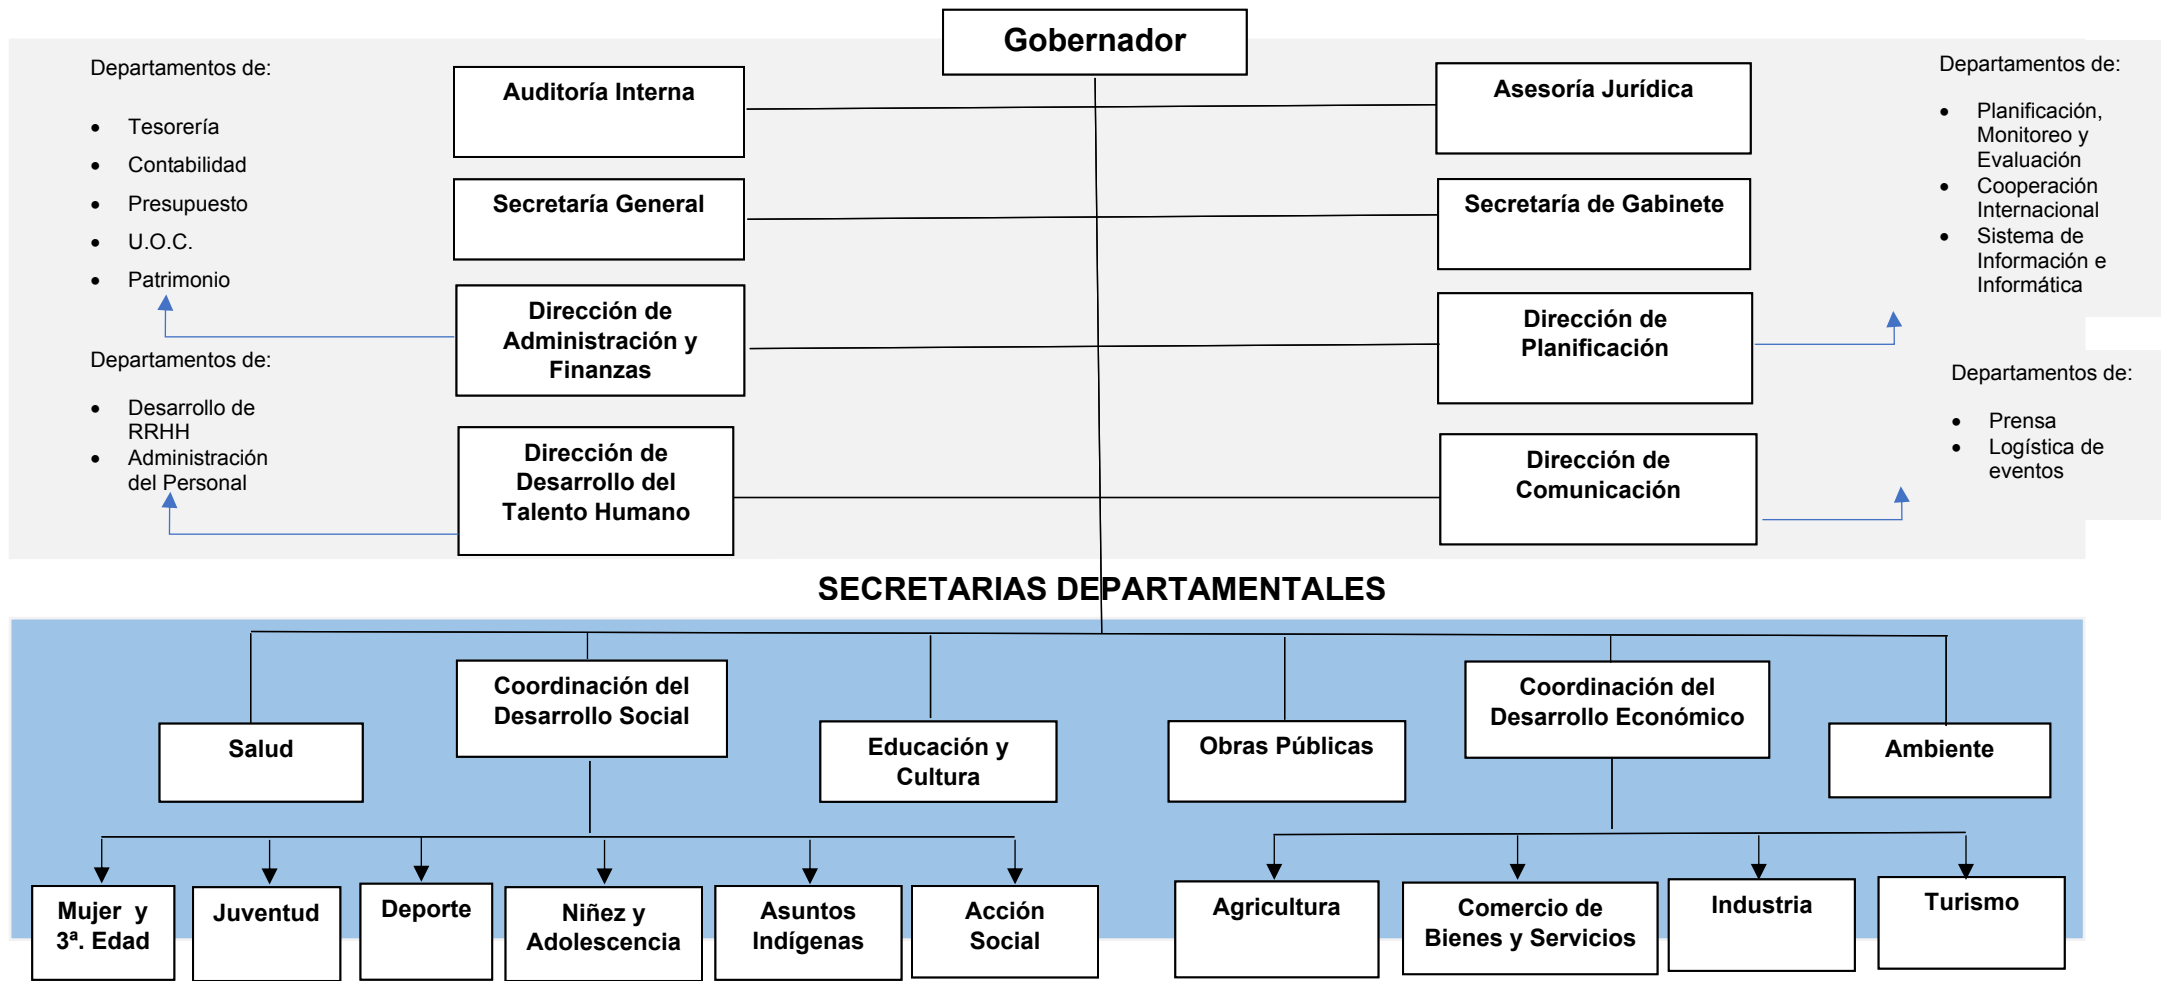 Gobernador
Departamentos de:
• Tesorería
• Contabilidad
• Presupuesto
• U.O.C.
• Patrimonio
Departamentos de:
• Desarrollo de
RRHH
• Administración
del Personal
Auditoría Interna
Secretaría General
Dirección de
Administración y
Finanzas
Dirección de
Desarrollo del
Talento Humano
Asesoría Jurídica
Secretaría de Gabinete
Dirección de
Planificación
Dirección de
Comunicación
Departamentos de:
• Planificación,
Monitoreo y
Evaluación
• Cooperación
Internacional
• Sistema de
Información e
Informática
Departamentos de:
• Prensa
• Logística de
eventos
SECRETARIAS DEPARTAMENTALES
Salud
Coordinación del
Desarrollo Social
Educación y
Cultura
Obras Públicas
Coordinación del
Desarrollo Económico
Ambiente
Mujer y
3ª. Edad
Juventud
Deporte
Niñez y
Adolescencia
Asuntos
Indígenas
Acción
Social
Agricultura
Comercio de
Bienes y Servicios
Industria
Turismo